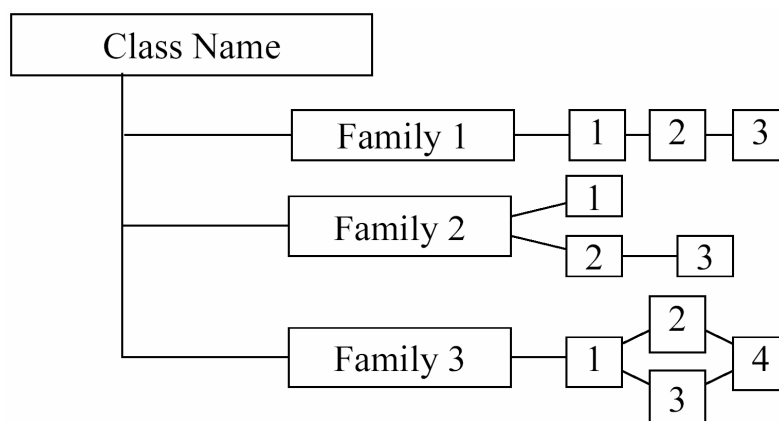 Class Name
Family 1 1 2 3
Family 2 1
2 3
Family 3 1 2 4
3